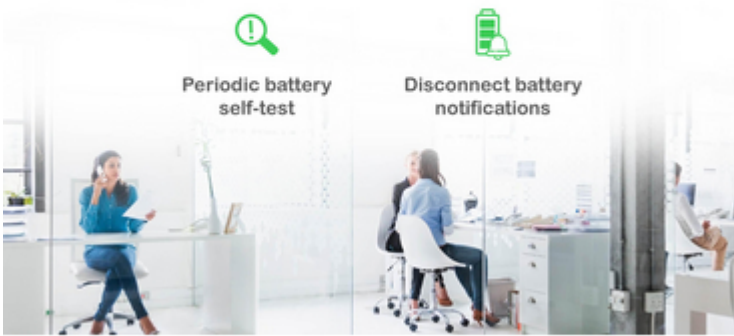 Periodic battery
self-test
Disconnect battery
notifications